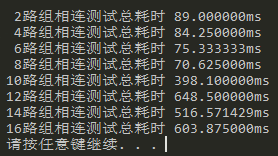 2路组相连测试总耗时 89.000000ms
4路组相连测试总耗时 84.250000ms
6路组相连测试总耗时 75.333333ms
8路组相连测试总耗时 70.625000ms
10路组相连测试总耗时 398.100000ms
12路组相连测试总耗时 648.500000ms
14路组相连测试总耗时 516.571429ms
16路组相连测试总耗时 603.875000ms
请按任意键继续. . .